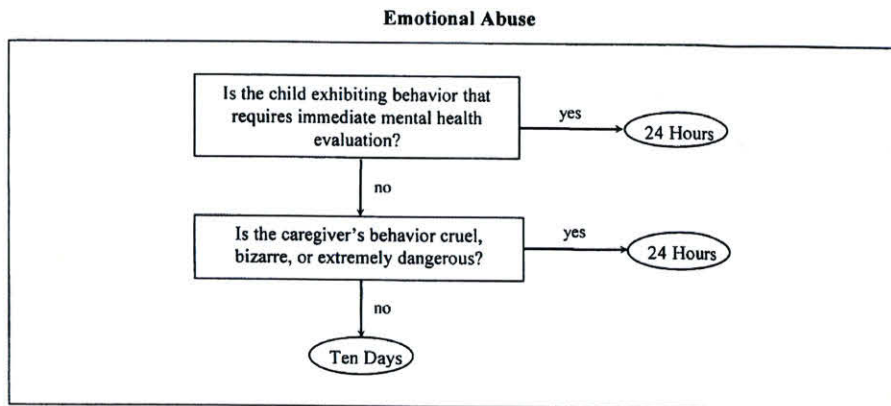 Emotional Abuse
Is the child exhibiting behavior that
requires immediate mental health
evaluation?
yes
24 Hours
no
Is the caregiver's behavior cruel,
bizarre, or extremely dangerous?
yes
24 Hours
no
Ten Days